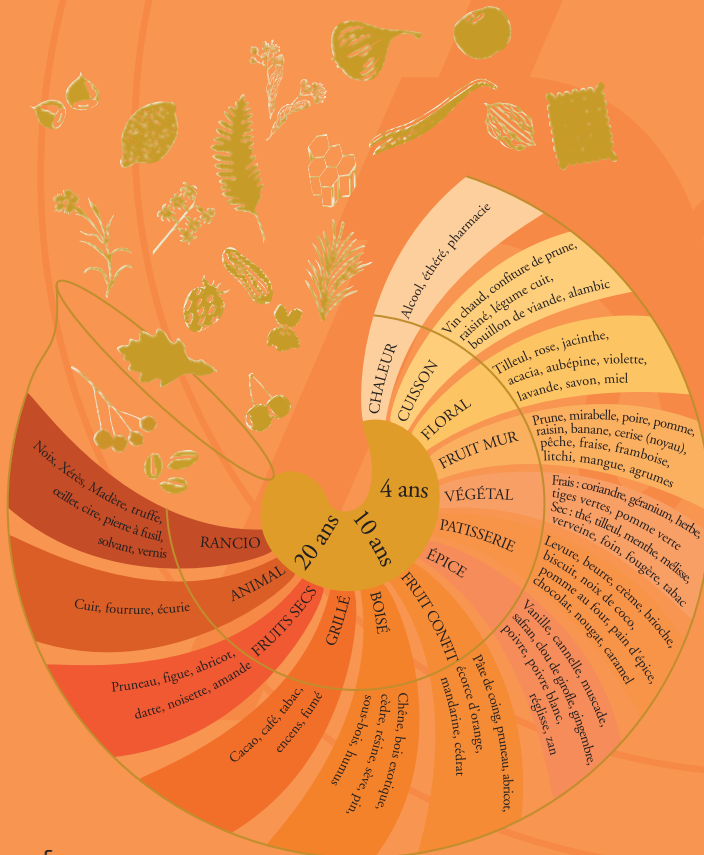 CHALEUR
Alcool, éthéré, pharmacie
CUISSON
Vin chaud, confiture de prune,
raisiné, légume cuit,
bouillon de viande, alambic
FLORAL
Tilleul, rose, jacinthe,
acacia, aubépine, violette,
lavande, savon, miel
FRUIT MUR
Prune, mirabelle, poire, pomme,
raisin, banane, cerise (noyau),
pêche, fraise, framboise,
litchi, mangue, agrumes
4 ans
VÉGÉTAL
Frais : coriandre, géranium, herbe,
tiges vertes, pomme verte
Sec : thé, tilleul, menthe, mélisse,
verveine, foin, fougère, tabac
PATISSERIE
Levure, beurre, crème, brioche,
biscuit, noix de coco,
pomme au four, pain d'épice,
chocolat, nougat, caramel
ÉPICE
Vanille, cannelle, muscade,
safran, clou de girofle, gingembre,
poivre, poivre blanc,
réglisse, zan
10 ans
FRUIT CONFIT
Pâte de coing, pruneau, abricot,
écorce d'orange,
mandarine, cédrat
BOISÉ
Chêne, bois exotique,
cèdre, résine, sève, pin,
sous-bois, humus
GRILLÉ
Cacao, café, tabac,
encens, fumé
20 ans
FRUITS SECS
Pruneau, figue, abricot,
datte, noisette, amande
ANIMAL
Cuir, fourrure, écurie
RANCIO
Noix, Xérès, Madère, truffe,
œillet, cire, pierre à fusil,
solvant, vernis